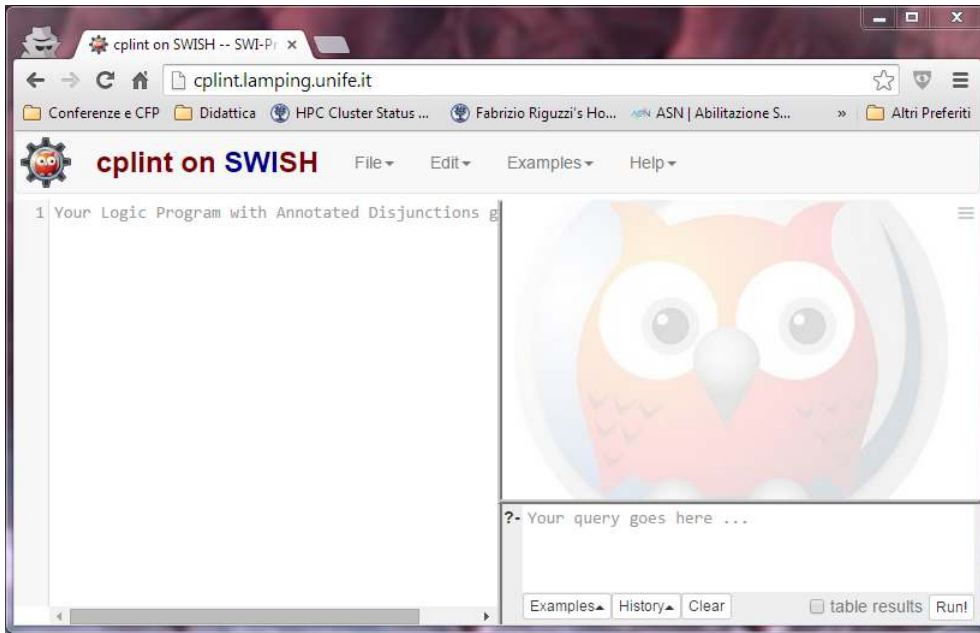 cplint on SWISH -- SWI-Pr
cplint.lamping.unife.it
Conferenze e CFP Didattica HPC Cluster Status ... Fabrizio Riguzzi's Ho... ASN | Abilitazione S... » Altri Preferiti
cplint on SWISH File Edit Examples Help
1 Your Logic Program with Annotated Disjunctions g
?- Your query goes here ...
Examples History Clear table results Run!